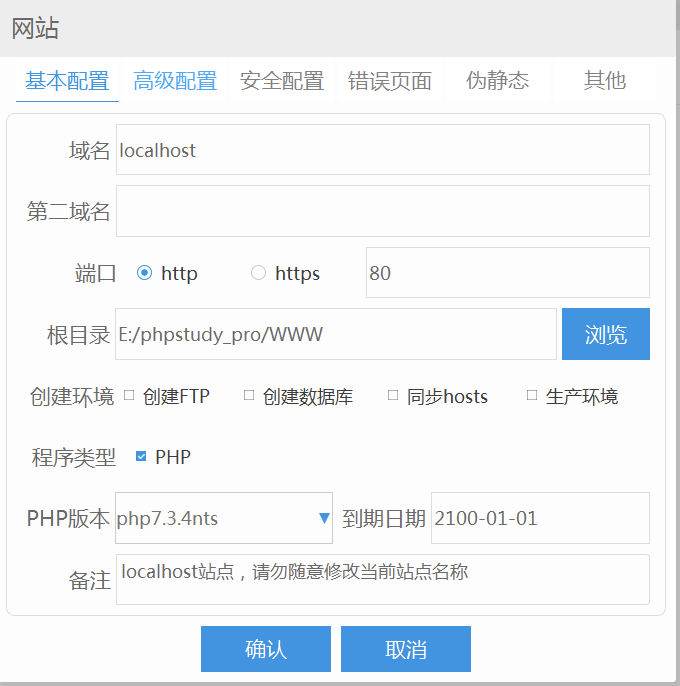 网站
基本配置 高级配置 安全配置 错误页面 伪静态 其他
域名 localhost
第二域名
端口 http https 80
根目录 E:/phpstudy_pro/WWW 浏览
创建环境 创建FTP 创建数据库 同步hosts 生产环境
程序类型 PHP
PHP版本 php7.3.4nts 到期日期 2100-01-01
备注 localhost站点，请勿随意修改当前站点名称
确认 取消